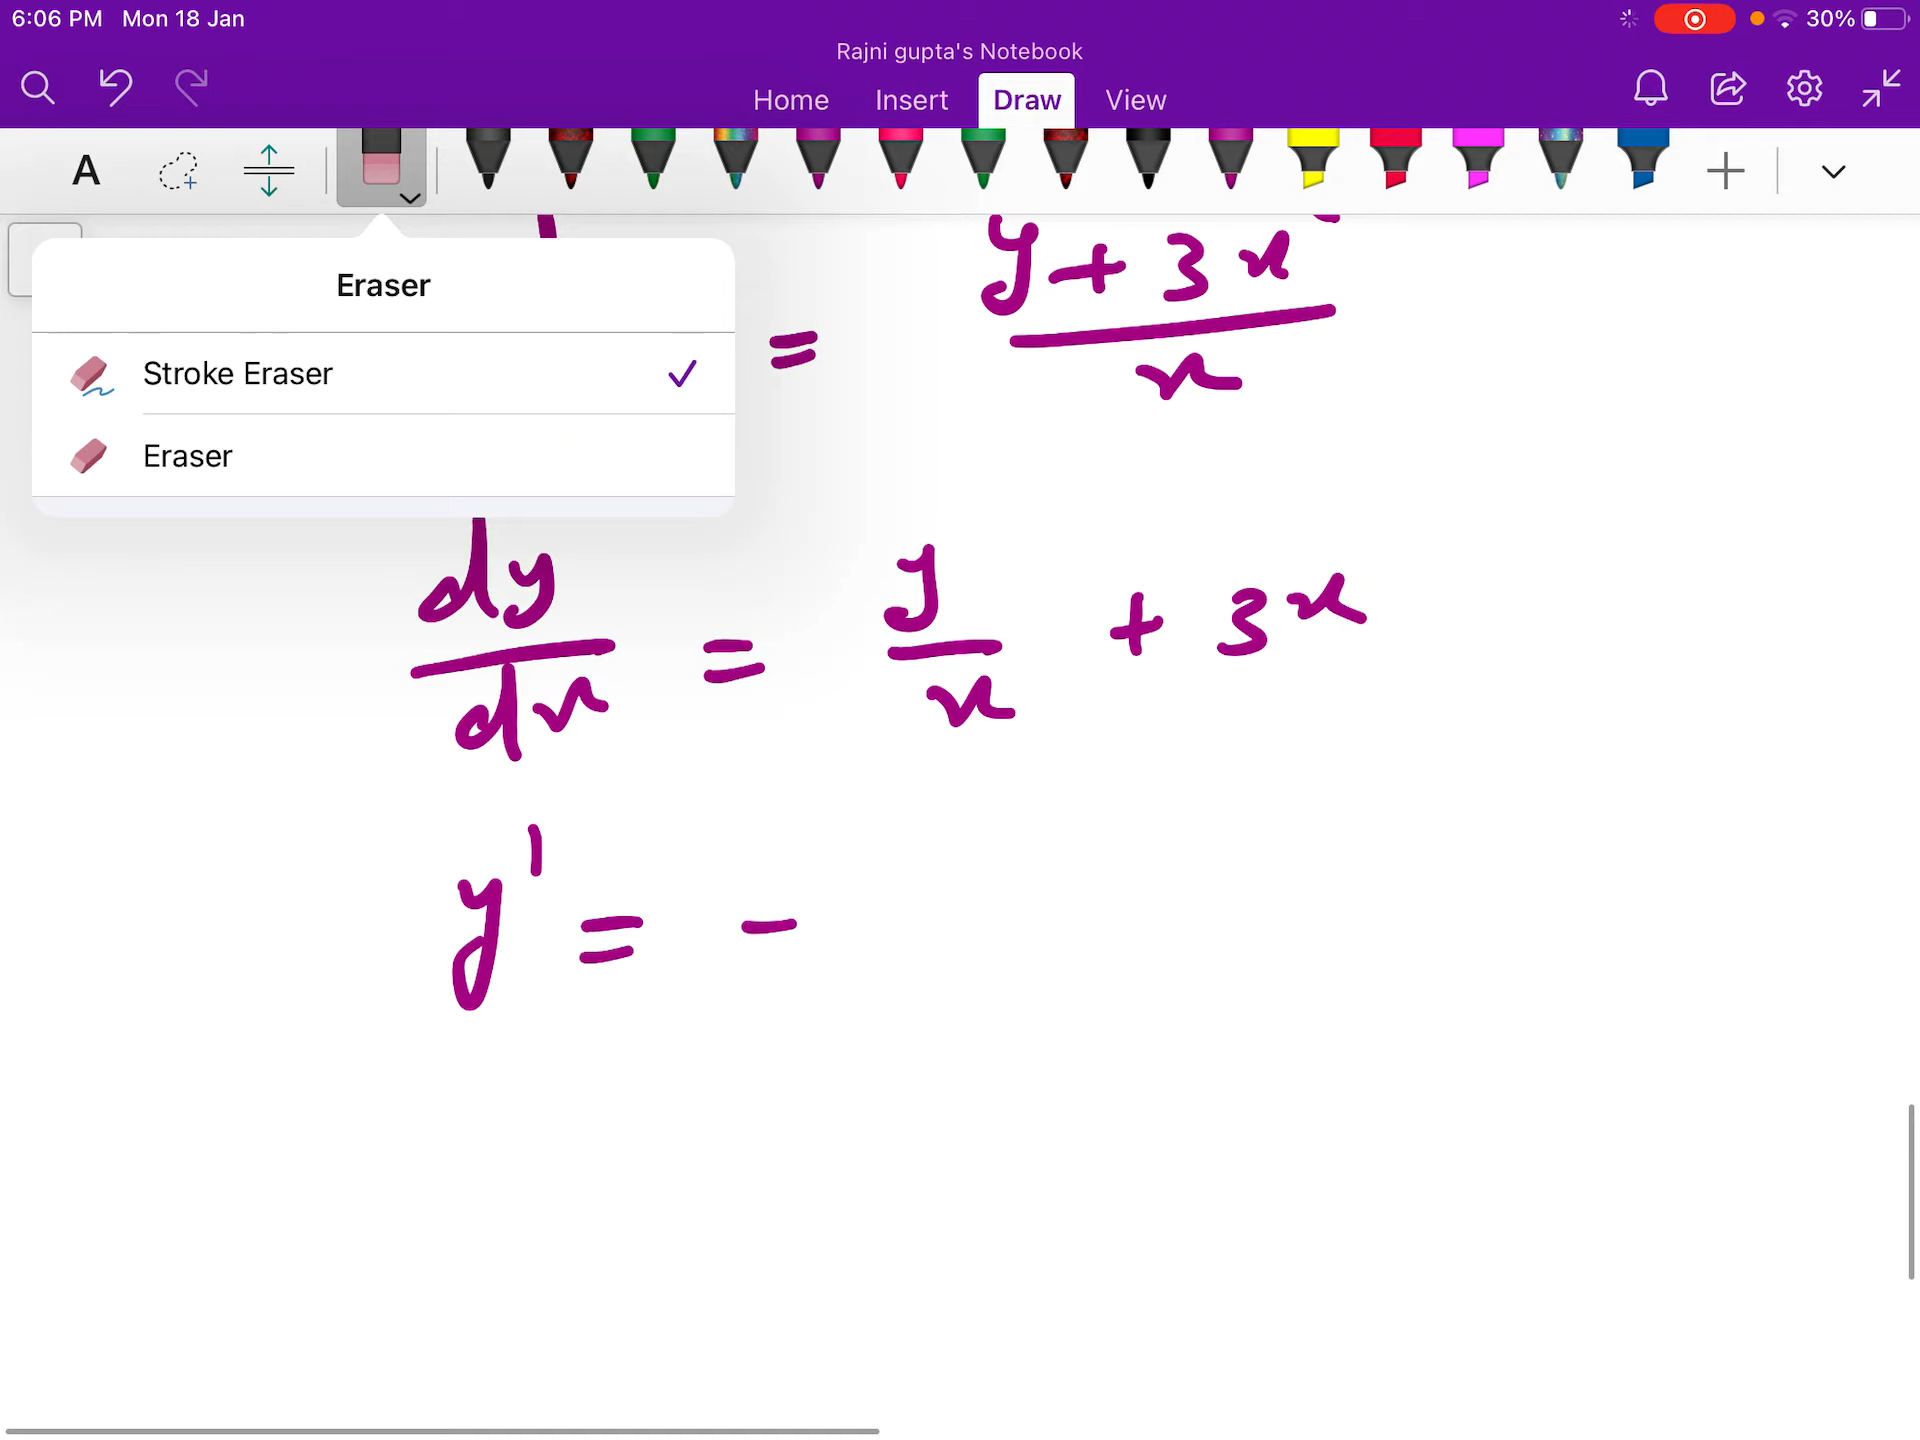 6:06 PM Mon 18 Jan 30%
Rajni gupta's Notebook
Home Insert Draw View
A
Eraser
Stroke Eraser
Eraser
= y + 3x
x
dy/dx = y/x + 3x
y' = -